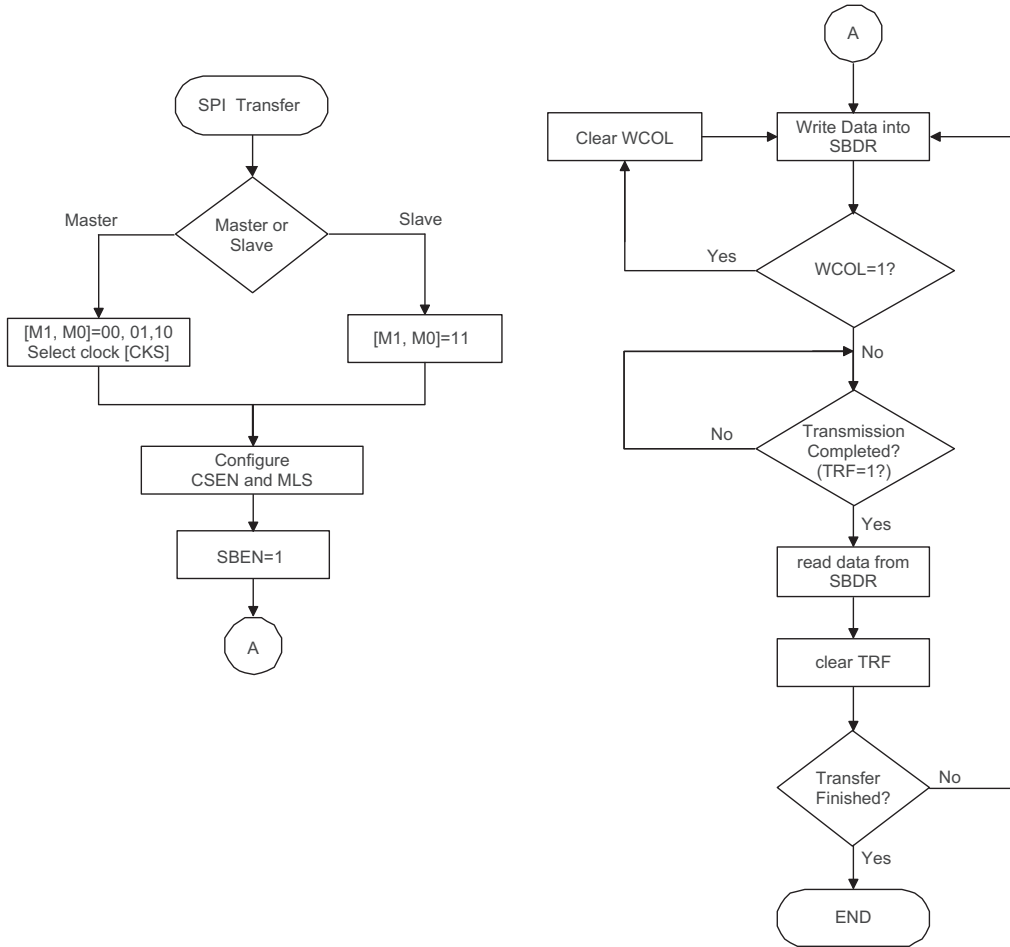 SPI Transfer
Master or
Slave
Master
Slave
[M1, M0]=00, 01,10
Select clock [CKS]
[M1, M0]=11
Configure
CSEN and MLS
SBEN=1
A
A
Clear WCOL
Write Data into
SBDR
Yes
WCOL=1?
No
No
Transmission
Completed?
(TRF=1?)
Yes
read data from
SBDR
clear TRF
Transfer
Finished?
No
Yes
END